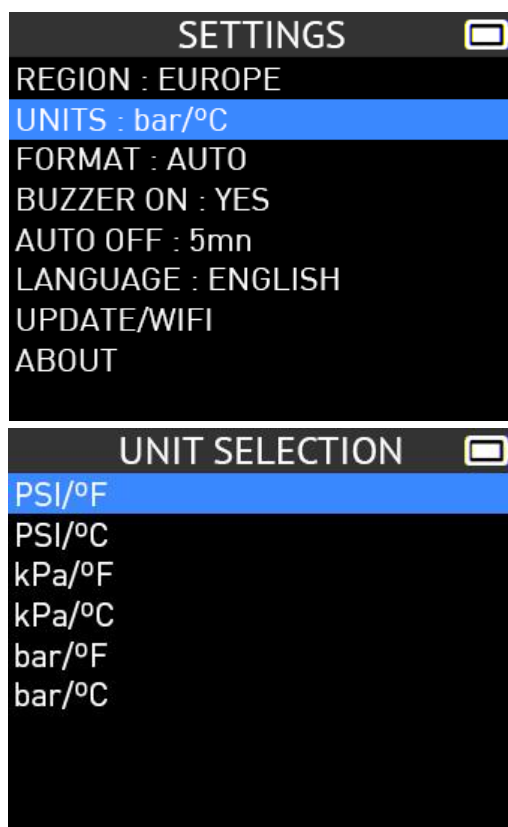 SETTINGS
REGION : EUROPE
UNITS : bar/ºC
FORMAT : AUTO
BUZZER ON : YES
AUTO OFF : 5mn
LANGUAGE : ENGLISH
UPDATE/WIFI
ABOUT
UNIT SELECTION
PSI/ºF
PSI/ºC
kPa/ºF
kPa/ºC
bar/ºF
bar/ºC